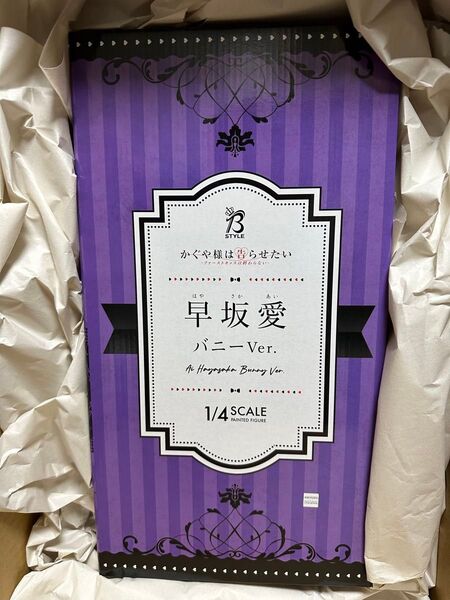 B
STYLE
かぐや様は告らせたい
-ファーストキッスは終わらない-
はや さか あい
早坂愛
バニーVer.
Ai Hayasaka Bunny Ver.
1/4 SCALE
PAINTED FIGURE